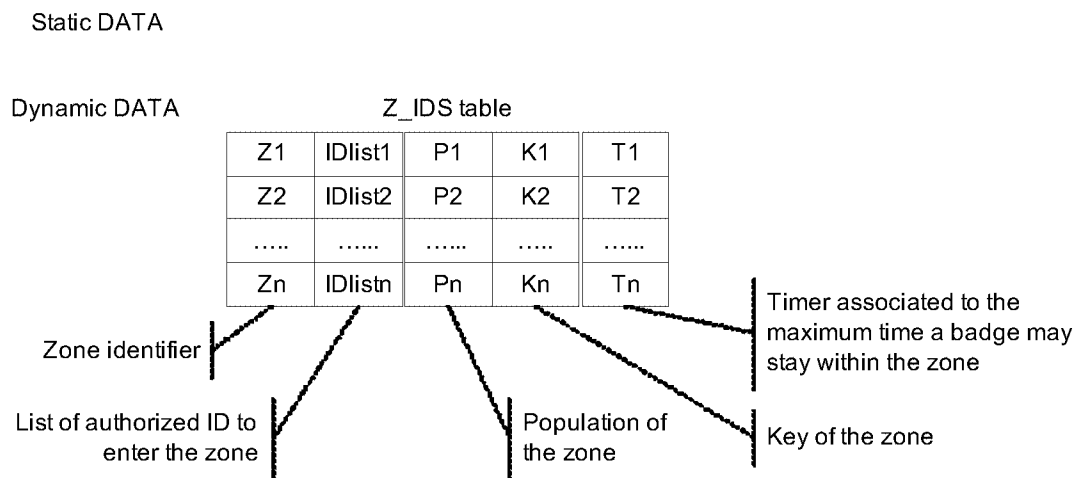 Static DATA
Dynamic DATA
Z_IDS table
Z1 IDlist1 P1 K1 T1
Z2 IDlist2 P2 K2 T2
..... ...... ...... ..... ......
Zn IDlistn Pn Kn Tn
Zone identifier
List of authorized ID to
enter the zone
Population of
the zone
Key of the zone
Timer associated to the
maximum time a badge may
stay within the zone